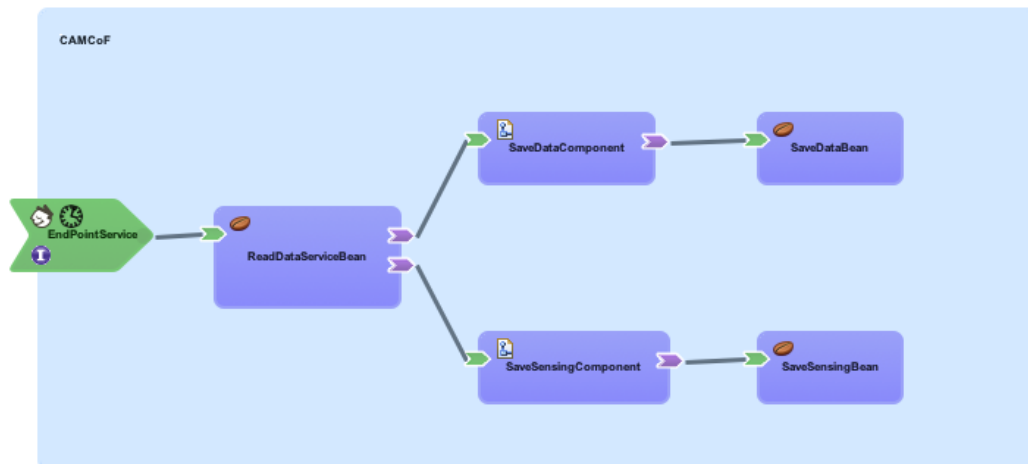 CAMCoF
SaveDataComponent
SaveDataBean
EndPointService
I
ReadDataServiceBean
SaveSensingComponent
SaveSensingBean